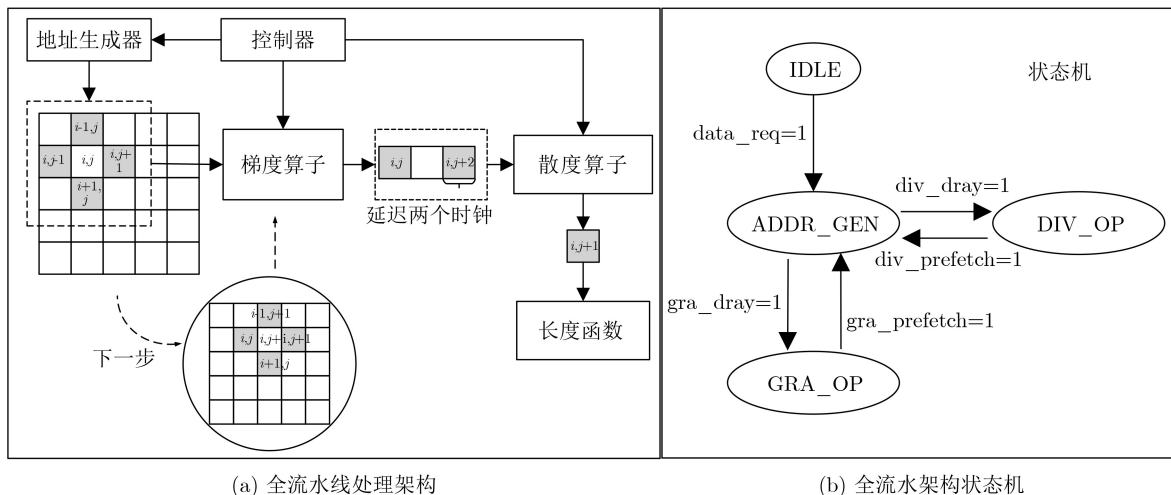 地址生成器
控制器
i-1,j
i,j-1
i,j
i,j+
1
i+1,
j
梯度算子
i,j
i,j+2
延迟两个时钟
散度算子
i,j+1
长度函数
下一步
i-1,j+1
i,j
i,j+
i,j+1
i+1,j
(a) 全流水线处理架构
IDLE
状态机
data_req=1
ADDR_GEN
div_dray=1
DIV_OP
div_prefetch=1
gra_dray=1
gra_prefetch=1
GRA_OP
(b) 全流水架构状态机